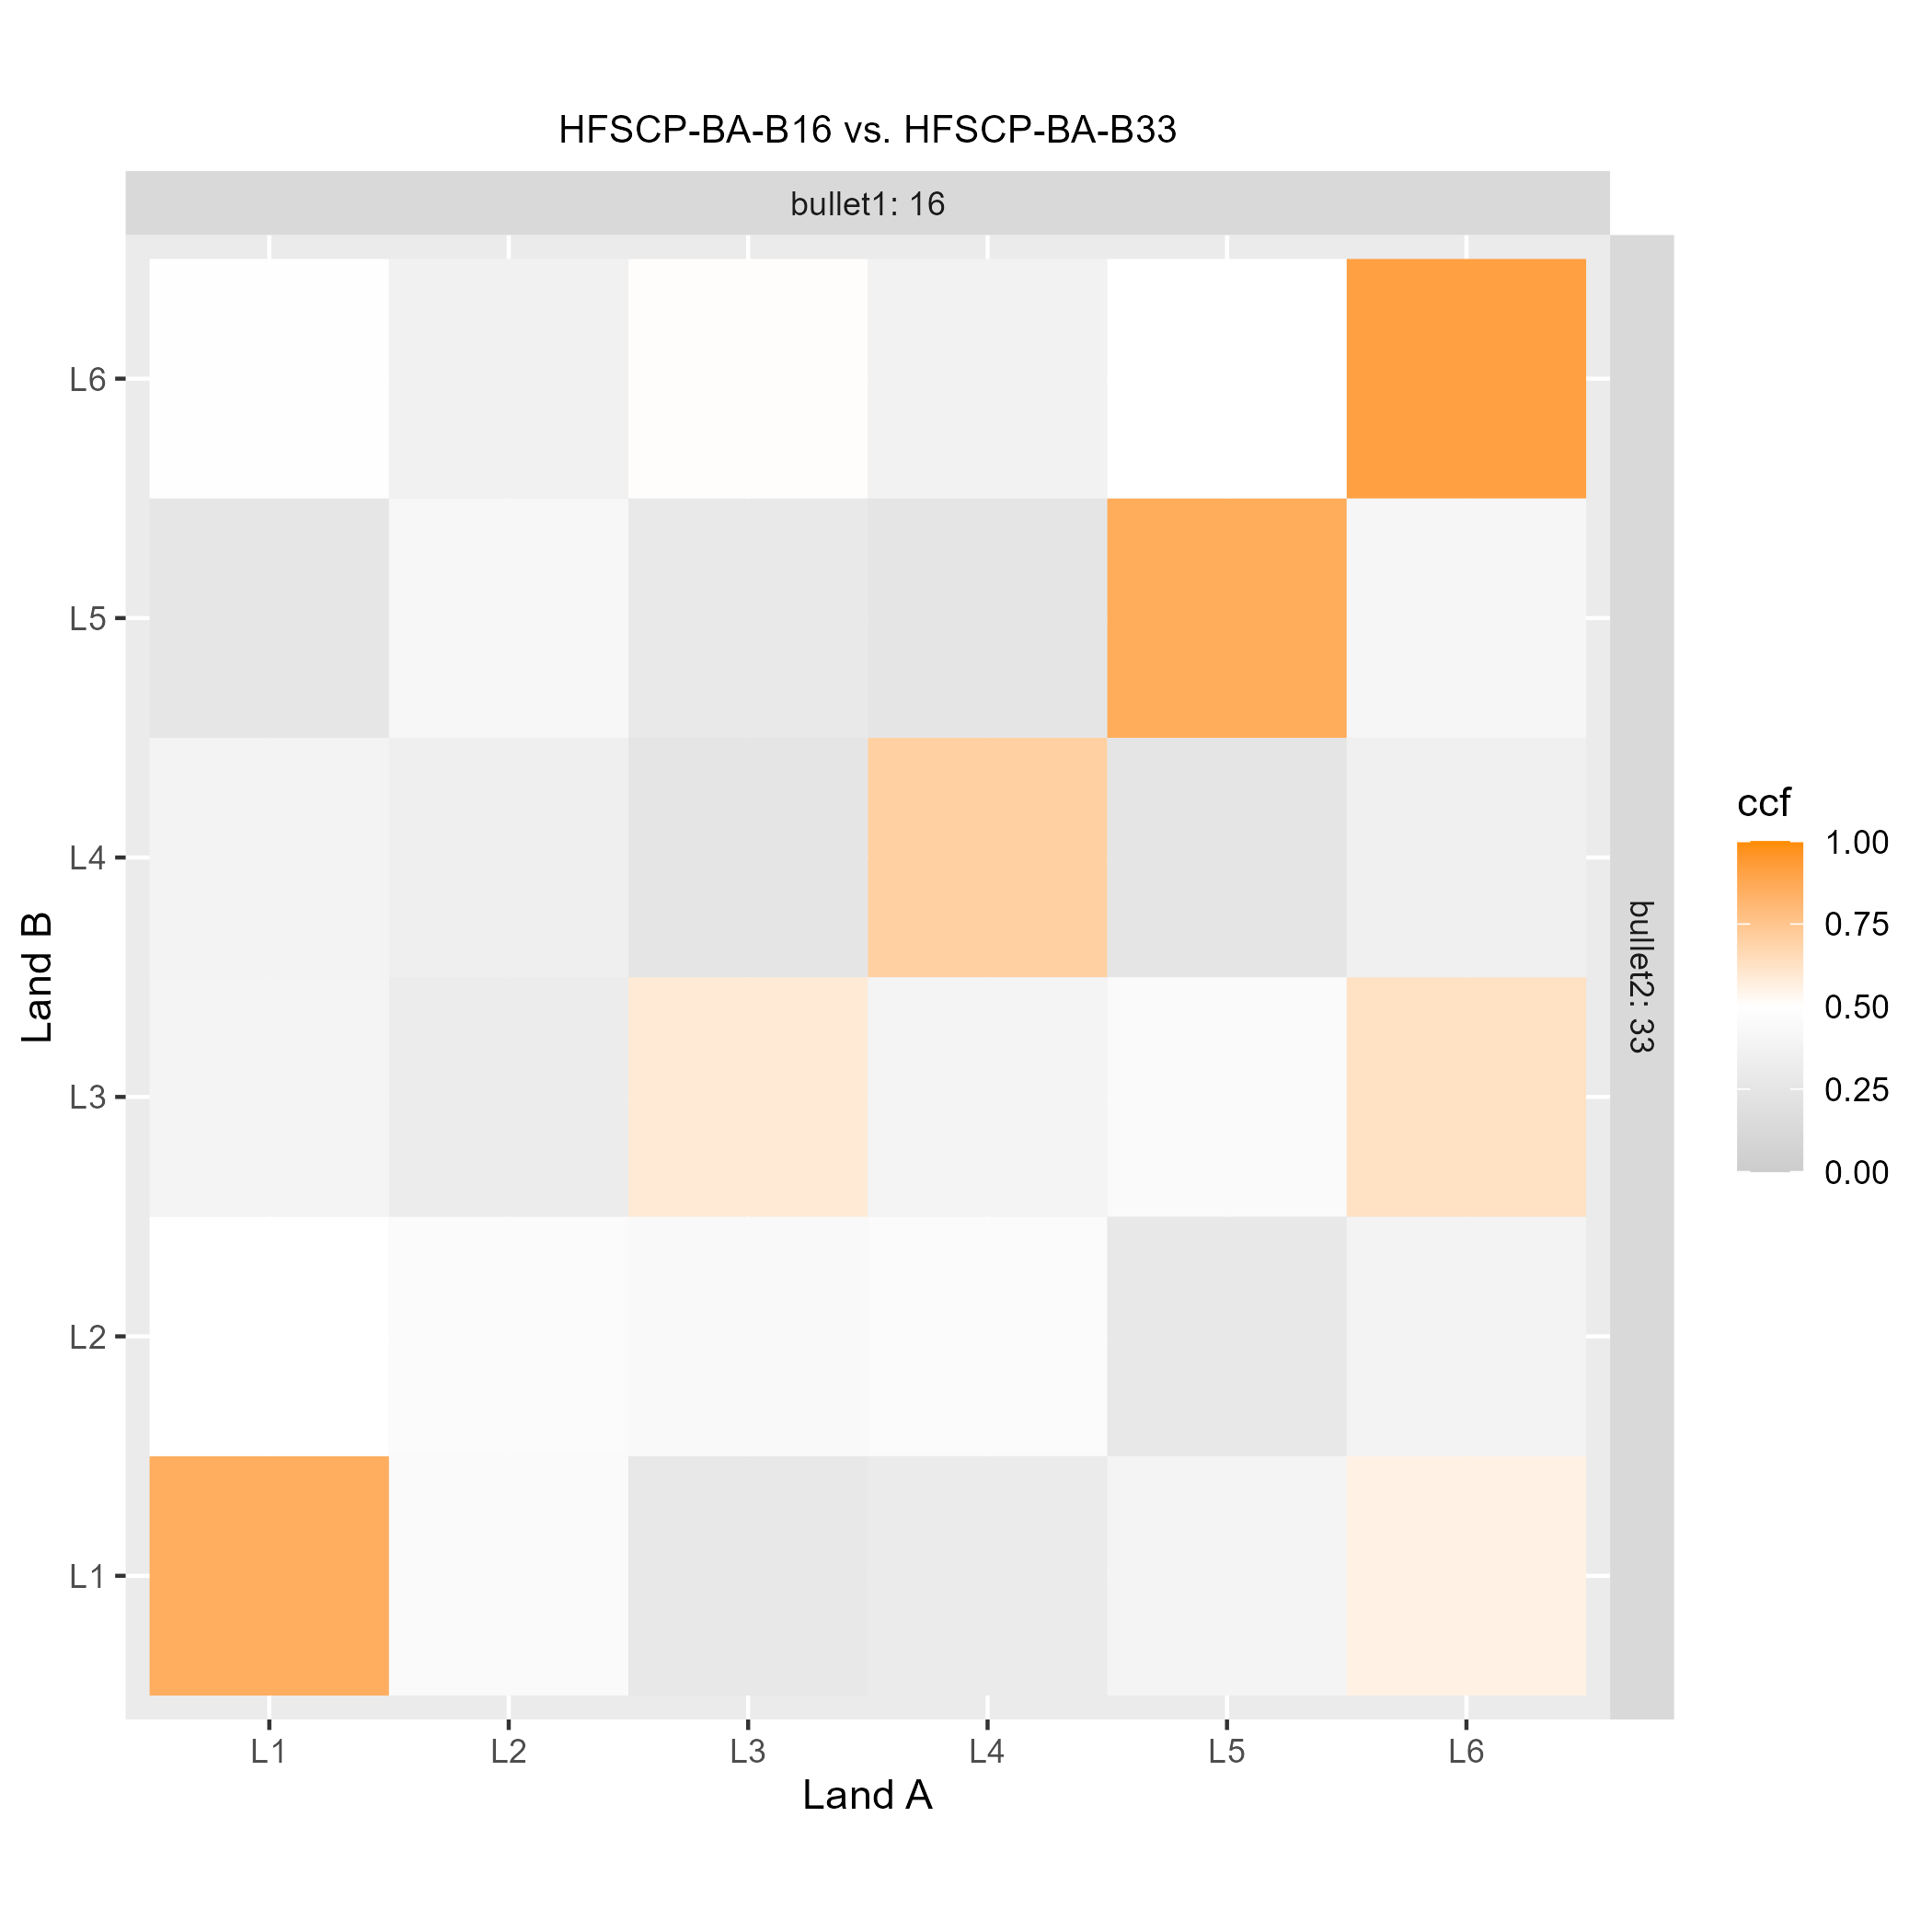 HFSCP-BA-B16 vs. HFSCP-BA-B33
bullet1: 16
L6
L5
L4
L3
L2
L1
Land B
bullet2: 33
ccf
1.00
0.75
0.50
0.25
0.00
L1 L2 L3 L4 L5 L6
Land A